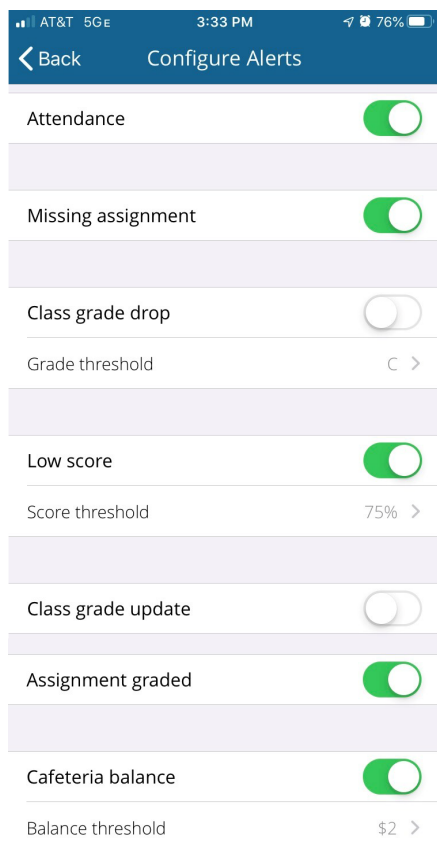 AT&T 5GE 3:33 PM 76%
Back Configure Alerts
Attendance
Missing assignment
Class grade drop
Grade threshold C
Low score
Score threshold 75%
Class grade update
Assignment graded
Cafeteria balance
Balance threshold $2